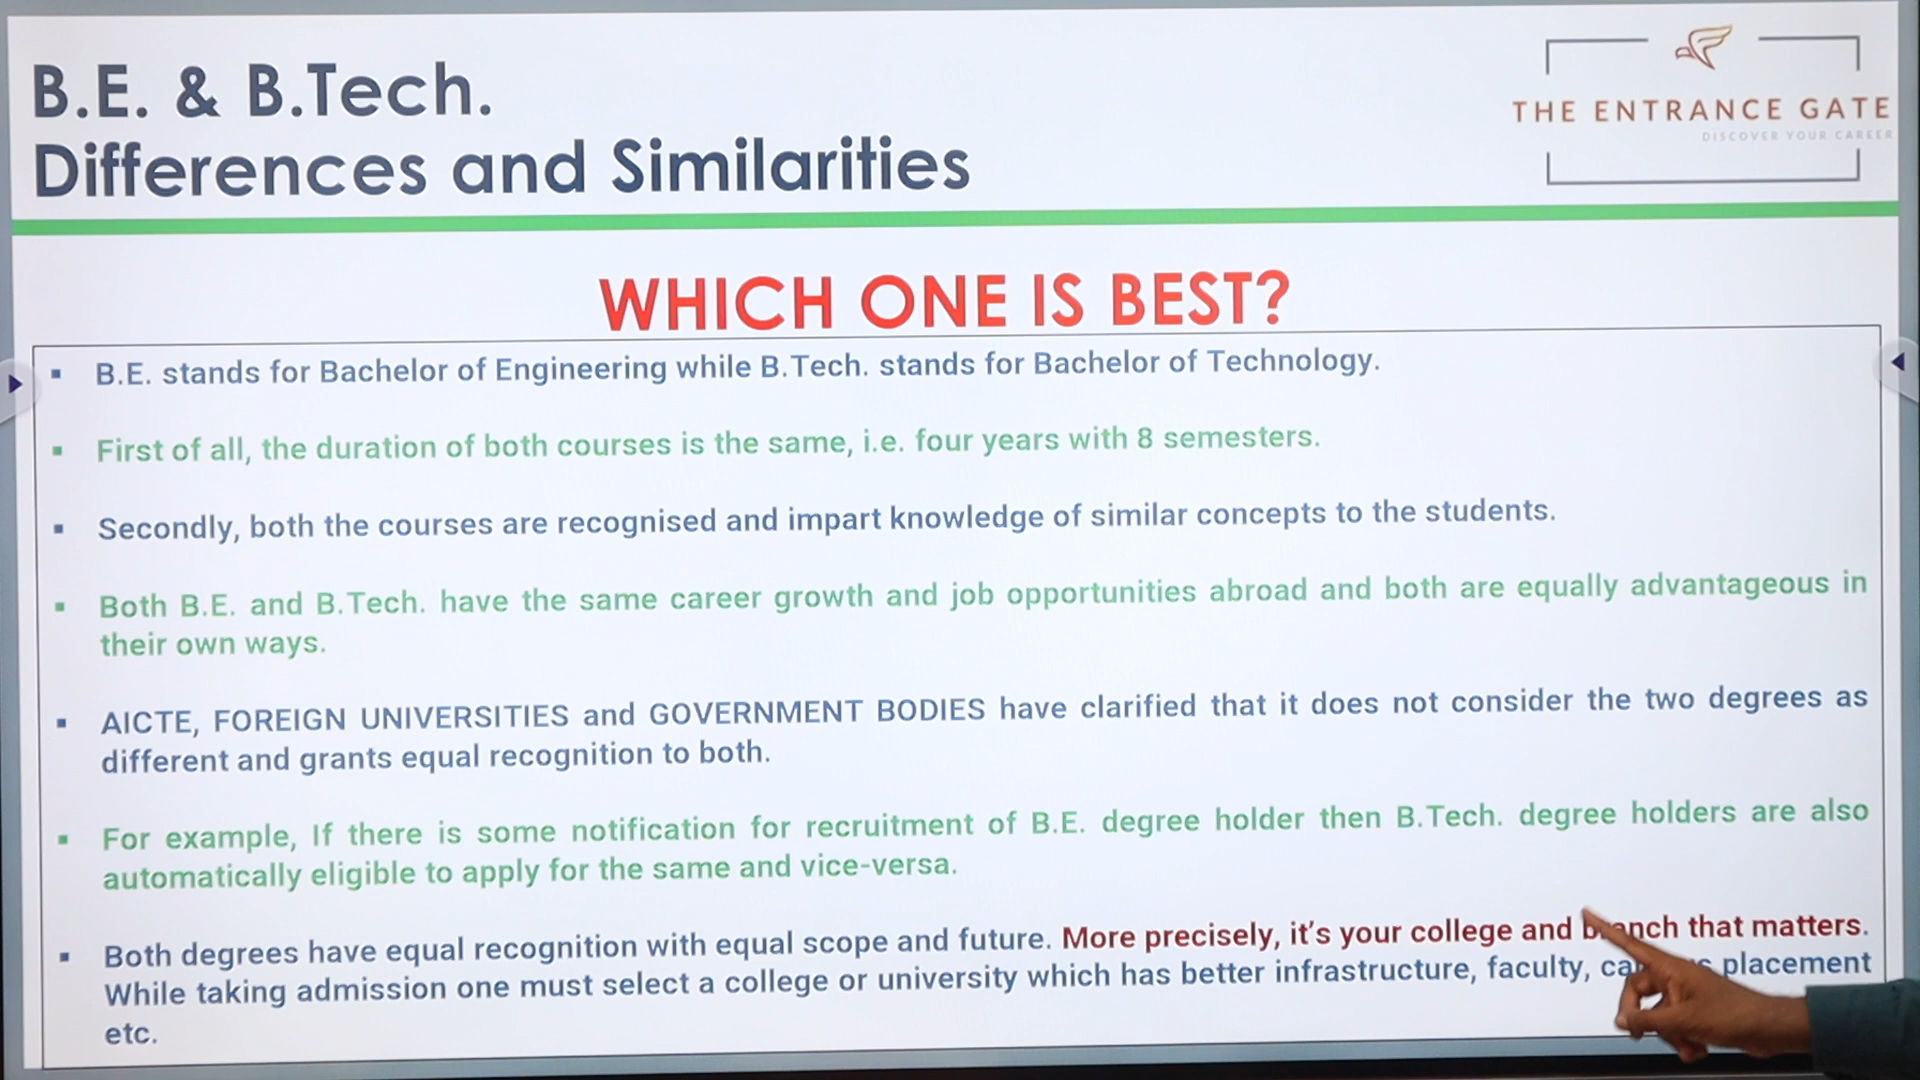 B.E. & B.Tech.
Differences and Similarities
THE ENTRANCE GATE
DISCOVER YOUR CAREER
WHICH ONE IS BEST?
▪ B.E. stands for Bachelor of Engineering while B.Tech. stands for Bachelor of Technology.
▪ First of all, the duration of both courses is the same, i.e. four years with 8 semesters.
▪ Secondly, both the courses are recognised and impart knowledge of similar concepts to the students.
▪ Both B.E. and B.Tech. have the same career growth and job opportunities abroad and both are equally advantageous in
their own ways.
▪ AICTE, FOREIGN UNIVERSITIES and GOVERNMENT BODIES have clarified that it does not consider the two degrees as
different and grants equal recognition to both.
▪ For example, If there is some notification for recruitment of B.E. degree holder then B.Tech. degree holders are also
automatically eligible to apply for the same and vice-versa.
▪ Both degrees have equal recognition with equal scope and future. More precisely, it's your college and branch that matters.
While taking admission one must select a college or university which has better infrastructure, faculty, placement
etc.